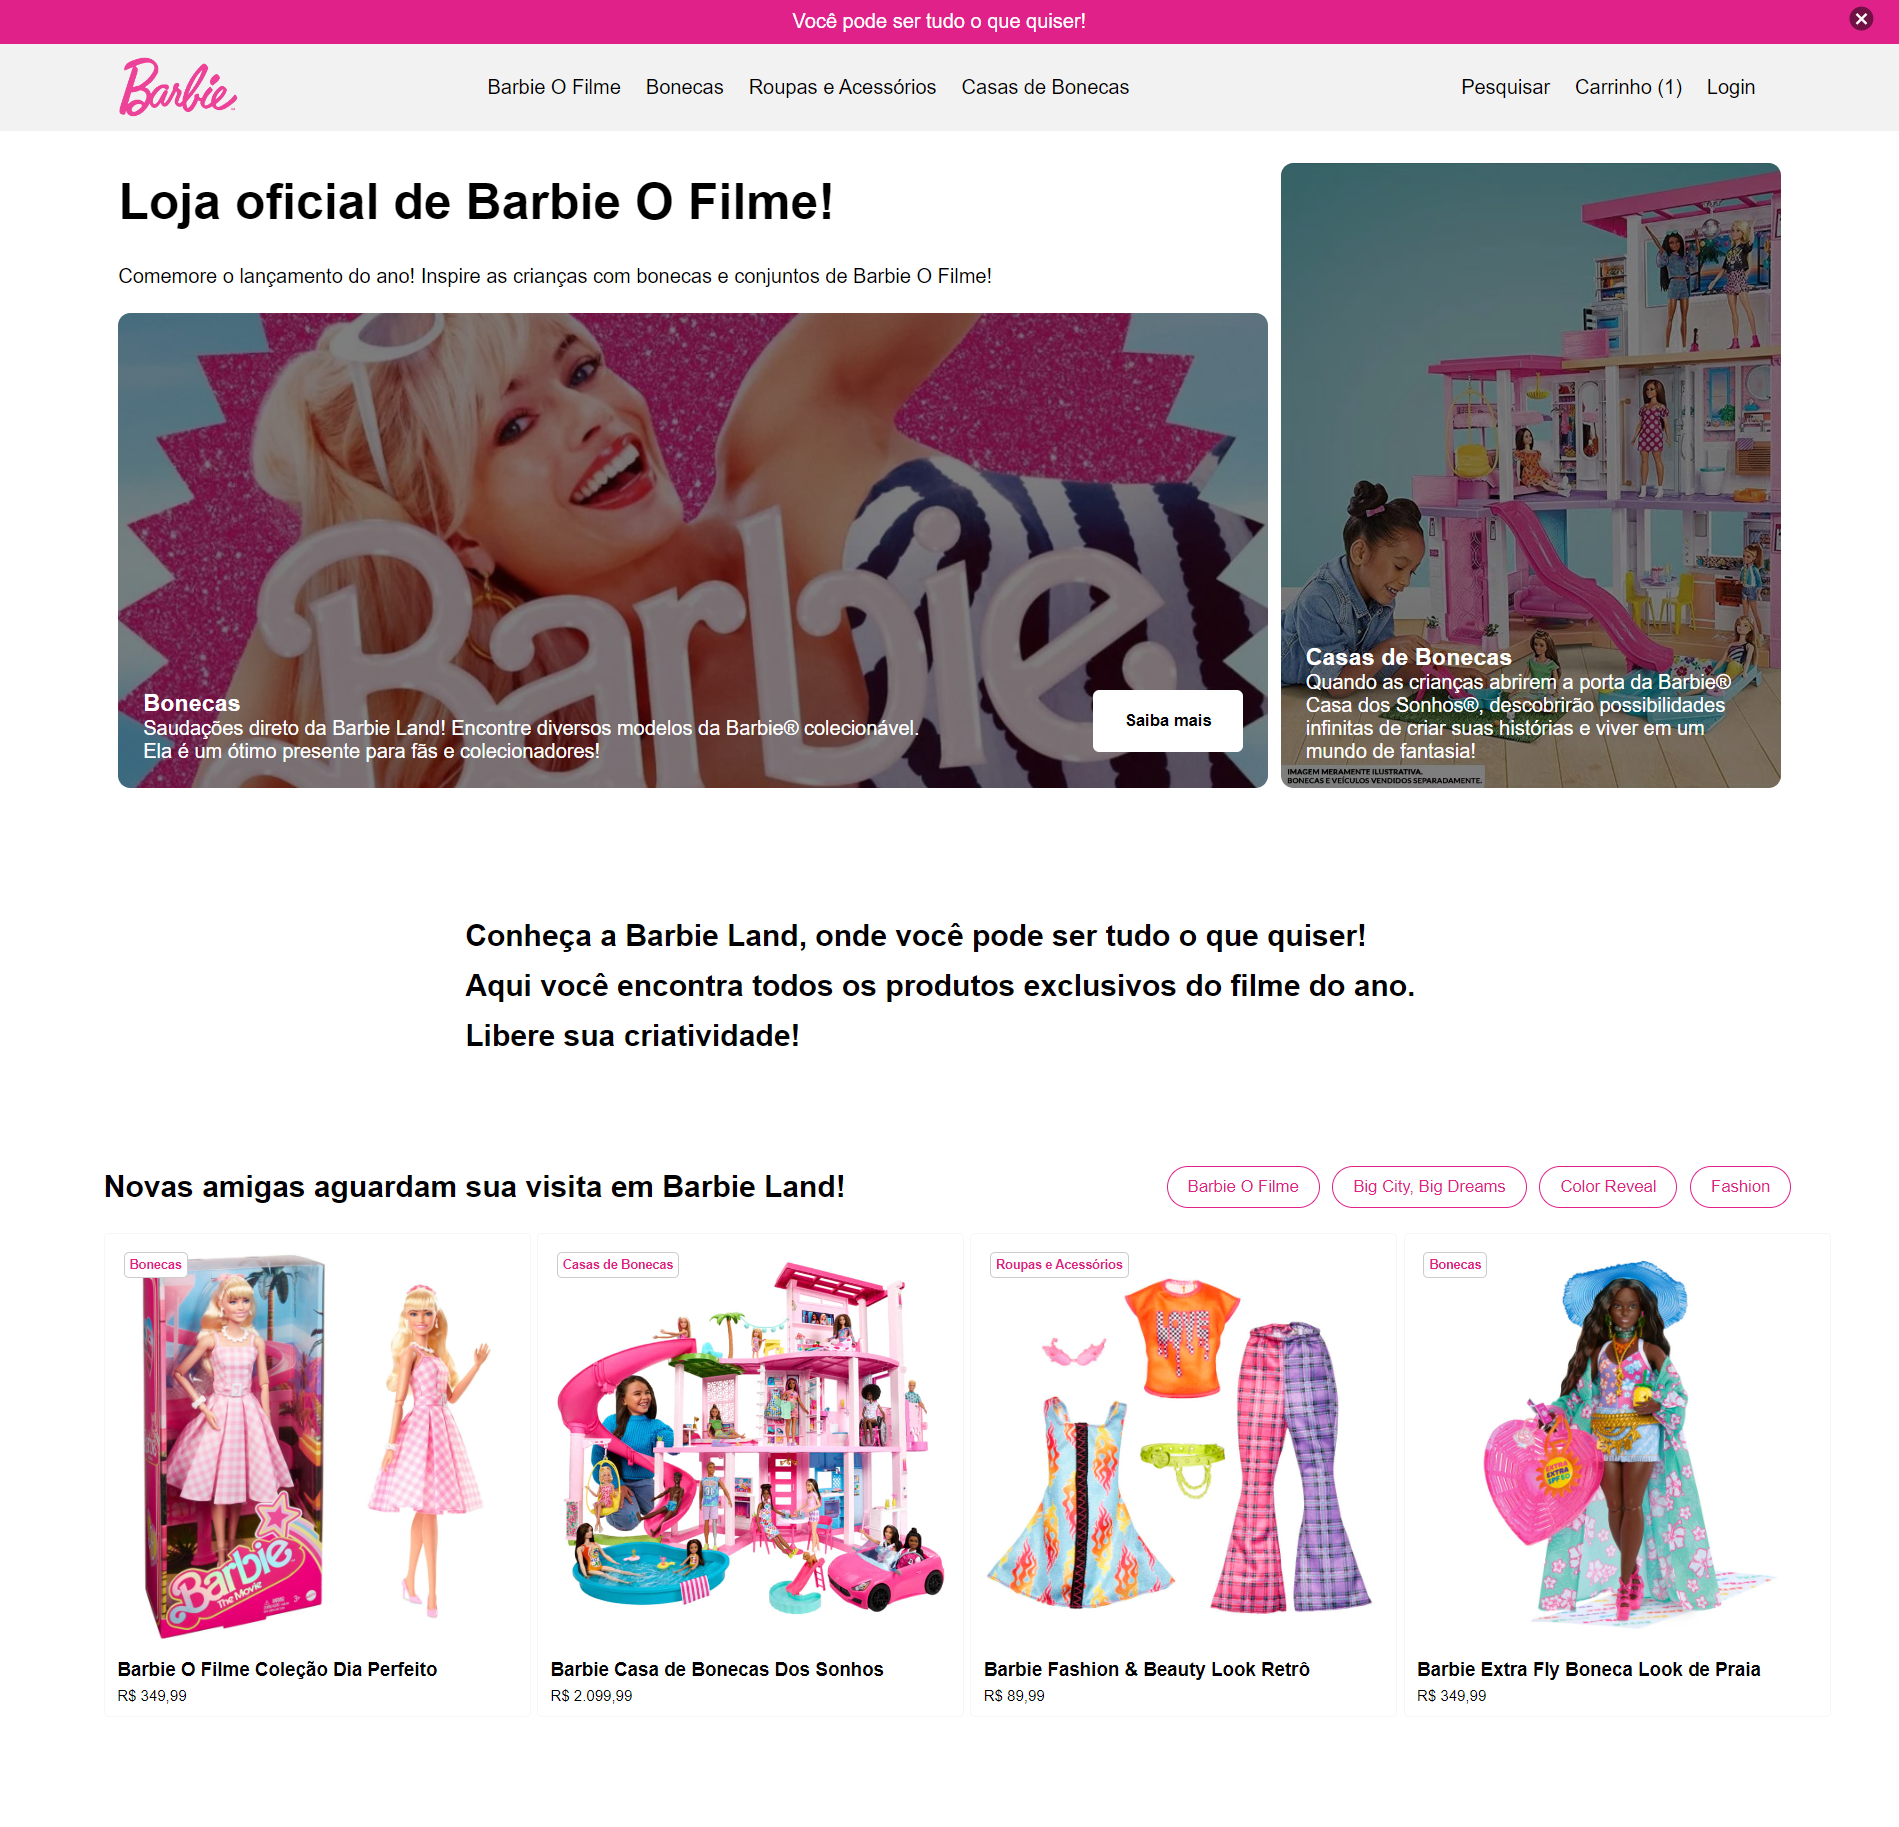 Você pode ser tudo o que quiser!
Barbie
Barbie O Filme Bonecas Roupas e Acessórios Casas de Bonecas
Pesquisar Carrinho (1) Login
Loja oficial de Barbie O Filme!
Comemore o lançamento do ano! Inspire as crianças com bonecas e conjuntos de Barbie O Filme!
Barbie
Bonecas
Saudações direto da Barbie Land! Encontre diversos modelos da Barbie® colecionável.
Ela é um ótimo presente para fãs e colecionadores!
Saiba mais
Casas de Bonecas
Quando as crianças abrirem a porta da Barbie®
Casa dos Sonhos®, descobrirão possibilidades
infinitas de criar suas histórias e viver em um
mundo de fantasia!
IMAGEM MERAMENTE ILUSTRATIVA.
BONECAS E VEÍCULOS VENDIDOS SEPARADAMENTE.
Conheça a Barbie Land, onde você pode ser tudo o que quiser!
Aqui você encontra todos os produtos exclusivos do filme do ano.
Libere sua criatividade!
Novas amigas aguardam sua visita em Barbie Land!
Barbie O Filme
Big City, Big Dreams
Color Reveal
Fashion
Bonecas
Barbie
The Movie
Barbie O Filme Coleção Dia Perfeito
R$ 349,99
Casas de Bonecas
Barbie Casa de Bonecas Dos Sonhos
R$ 2.099,99
Roupas e Acessórios
LOVE
Barbie Fashion & Beauty Look Retrô
R$ 89,99
Bonecas
EXTRA
EXTRA
SPF50
Barbie Extra Fly Boneca Look de Praia
R$ 349,99